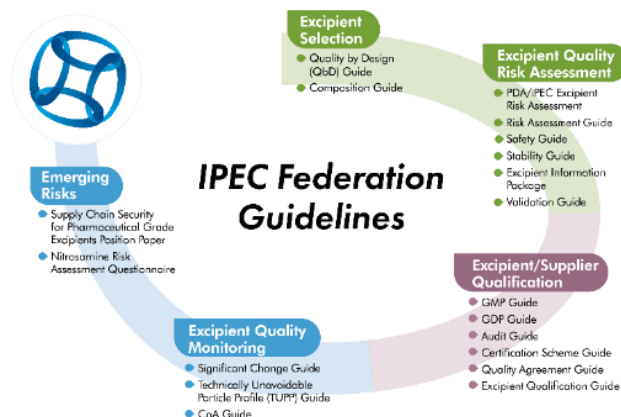 Excipient
Selection
Quality by Design
(QbD) Guide
Composition Guide
Excipient Quality
Risk Assessment
PDA/IPEC Excipient
Risk Assessment
Risk Assessment Guide
Safety Guide
Stability Guide
Excipient Information
Package
Validation Guide
IPEC Federation
Guidelines
Excipient/Supplier
Qualification
GMP Guide
GDP Guide
Audit Guide
Certification Scheme Guide
Quality Agreement Guide
Excipient Qualification Guide
Excipient Quality
Monitoring
Significant Change Guide
Technically Unavoidable
Particle Profile (TUPP) Guide
CoA Guide
Emerging
Risks
Supply Chain Security
for Pharmaceutical Grade
Excipients Position Paper
Nitrosamine Risk
Assessment Questionnaire